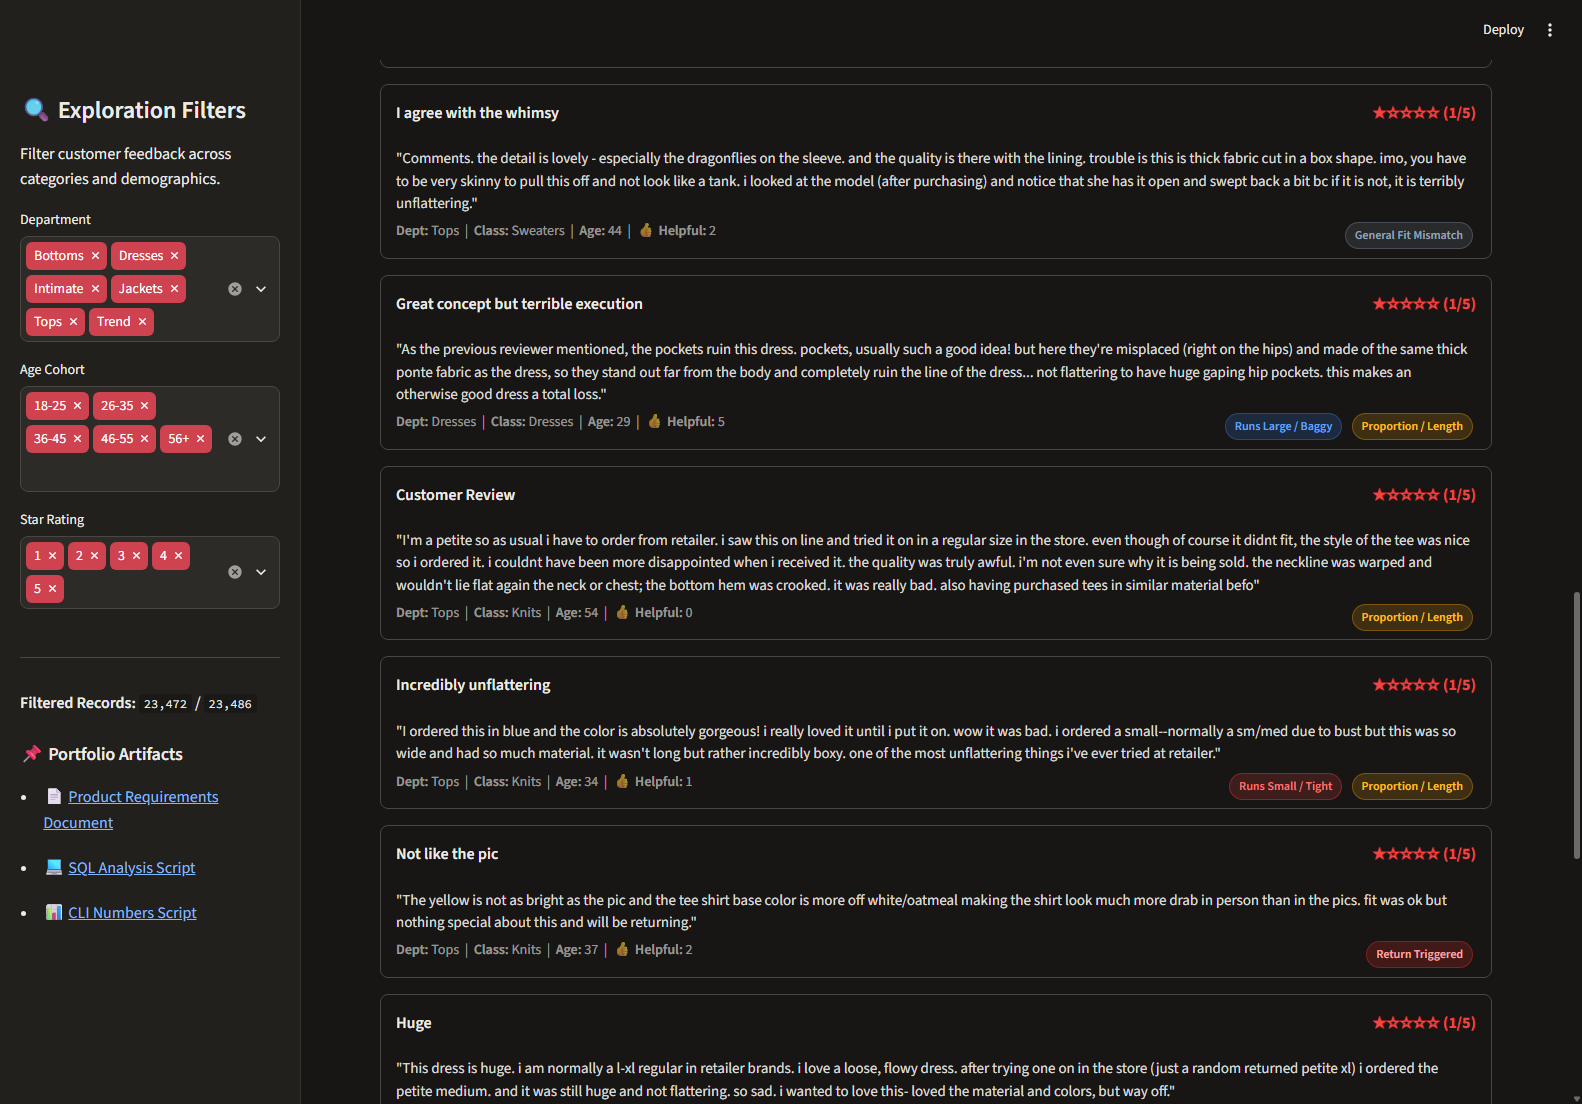 Deploy
Exploration Filters
Filter customer feedback across
categories and demographics.
Department
Bottoms × Dresses ×
Intimate × Jackets ×
Tops × Trend ×
Age Cohort
18-25 × 26-35 ×
36-45 × 46-55 × 56+ ×
Star Rating
1 × 2 × 3 × 4 ×
5 ×
Filtered Records: 23,472 / 23,486
Portfolio Artifacts
Product Requirements
Document
SQL Analysis Script
CLI Numbers Script
I agree with the whimsy
★☆☆☆☆ (1/5)
"Comments. the detail is lovely - especially the dragonflies on the sleeve. and the quality is there with the lining. trouble is this is thick fabric cut in a box shape. imo, you have
to be very skinny to pull this off and not look like a tank. i looked at the model (after purchasing) and notice that she has it open and swept back a bit bc if it is not, it is terribly
unflattering."
Dept: Tops | Class: Sweaters | Age: 44 | 👍 Helpful: 2
General Fit Mismatch
Great concept but terrible execution
★☆☆☆☆ (1/5)
"As the previous reviewer mentioned, the pockets ruin this dress. pockets, usually such a good idea! but here they're misplaced (right on the hips) and made of the same thick
ponte fabric as the dress, so they stand out far from the body and completely ruin the line of the dress... not flattering to have huge gaping hip pockets. this makes an
otherwise good dress a total loss."
Dept: Dresses | Class: Dresses | Age: 29 | 👍 Helpful: 5
Runs Large / Baggy
Proportion / Length
Customer Review
★☆☆☆☆ (1/5)
"I'm a petite so as usual i have to order from retailer. i saw this on line and tried it on in a regular size in the store. even though of course it didnt fit, the style of the tee was nice
so i ordered it. i couldnt have been more disappointed when i received it. the quality was truly awful. i'm not even sure why it is being sold. the neckline was warped and
wouldn't lie flat again the neck or chest; the bottom hem was crooked. it was really bad. also having purchased tees in similar material befo"
Dept: Tops | Class: Knits | Age: 54 | 👍 Helpful: 0
Proportion / Length
Incredibly unflattering
★☆☆☆☆ (1/5)
"I ordered this in blue and the color is absolutely gorgeous! i really loved it until i put it on. wow it was bad. i ordered a small--normally a sm/med due to bust but this was so
wide and had so much material. it wasn't long but rather incredibly boxy. one of the most unflattering things i've ever tried at retailer."
Dept: Tops | Class: Knits | Age: 34 | 👍 Helpful: 1
Runs Small / Tight
Proportion / Length
Not like the pic
★☆☆☆☆ (1/5)
"The yellow is not as bright as the pic and the tee shirt base color is more off white/oatmeal making the shirt look much more drab in person than in the pics. fit was ok but
nothing special about this and will be returning."
Dept: Tops | Class: Knits | Age: 37 | 👍 Helpful: 2
Return Triggered
Huge
★☆☆☆☆ (1/5)
"This dress is huge. i am normally a l-xl regular in retailer brands. i love a loose, flowy dress. after trying one on in the store (just a random returned petite xl) i ordered the
petite medium. and it was still huge and not flattering. so sad. i wanted to love this- loved the material and colors, but way off."